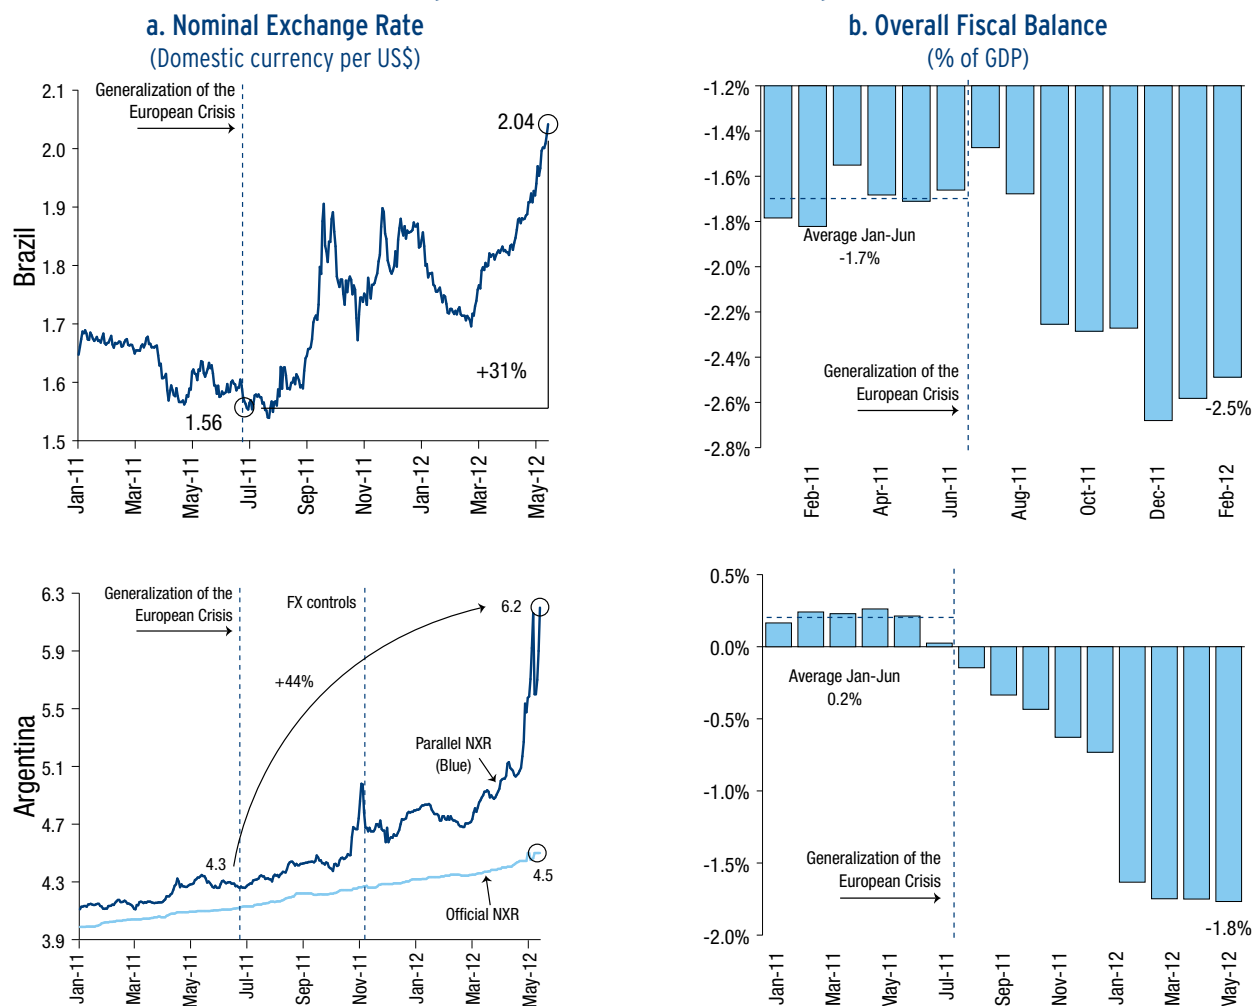 a. Nominal Exchange Rate
(Domestic currency per US$)
Brazil
2.1
2.0
1.9
1.8
1.7
1.6
1.5
Generalization of the
European Crisis
2.04
+31%
1.56
Jan-11
Mar-11
May-11
Jul-11
Sep-11
Nov-11
Jan-12
Mar-12
May-12
b. Overall Fiscal Balance
(% of GDP)
-1.2%
-1.4%
-1.6%
-1.8%
-2.0%
-2.2%
-2.4%
-2.6%
-2.8%
Average Jan-Jun
-1.7%
Generalization of the
European Crisis
-2.5%
Feb-11
Apr-11
Jun-11
Aug-11
Oct-11
Dec-11
Feb-12
Argentina
6.3
5.9
5.5
5.1
4.7
4.3
3.9
Generalization of the
European Crisis
FX controls
6.2
+44%
Parallel NXR
(Blue)
4.3
4.5
Official NXR
Jan-11
Mar-11
May-11
Jul-11
Sep-11
Nov-11
Jan-12
Mar-12
May-12
0.5%
0.0%
-0.5%
-1.0%
-1.5%
-2.0%
Average Jan-Jun
0.2%
Generalization of the
European Crisis
-1.8%
Jan-11
Mar-11
May-11
Jul-11
Sep-11
Nov-11
Jan-12
Mar-12
May-12